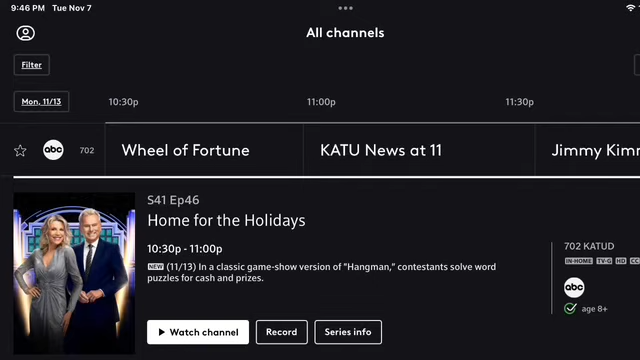 9:46 PM Tue Nov 7
All channels
Filter
Mon, 11/13
10:30p
11:00p
11:30p
abc
702
Wheel of Fortune
KATU News at 11
Jimmy Kimm
S41 Ep46
Home for the Holidays
10:30p - 11:00p
NEW (11/13) In a classic game-show version of "Hangman," contestants solve word
puzzles for cash and prizes.
Watch channel
Record
Series info
702 KATUD
IN-HOME TV-G HD CC
abc
age 8+